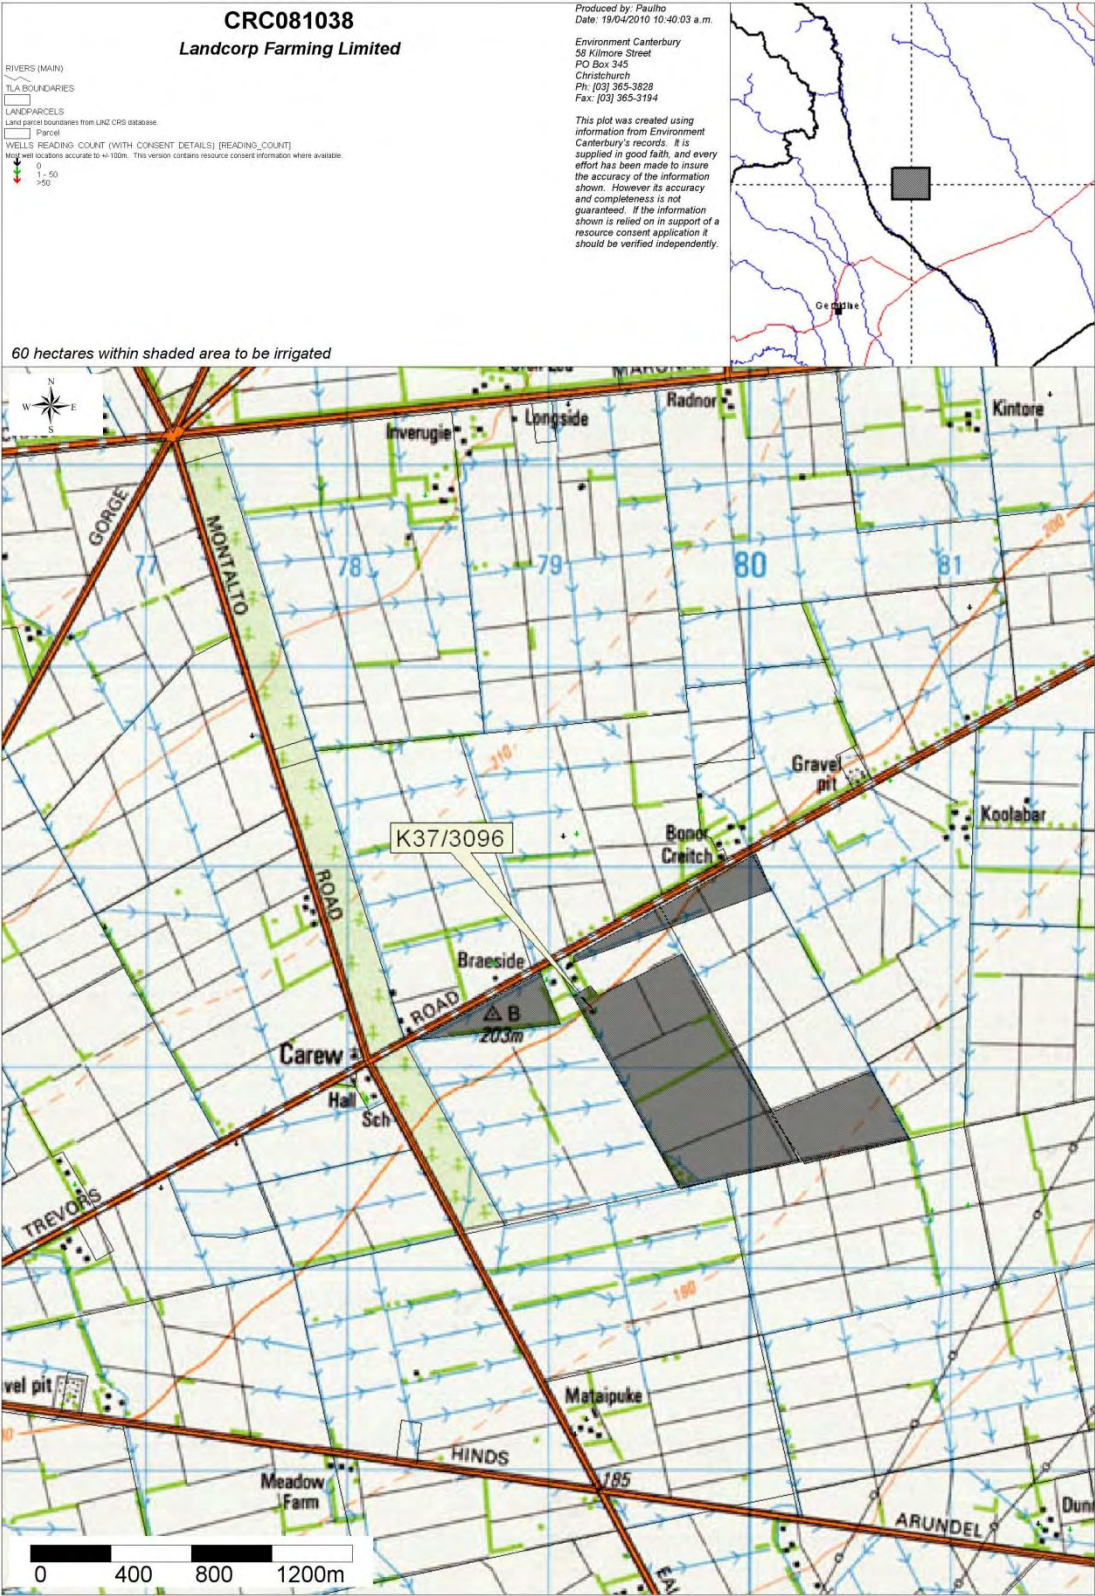 CRC081038
Landcorp Farming Limited
RIVERS (MAIN)
TLA BOUNDARIES
LANDPARCELS
Land parcel boundaries from LINZ CRS database.
Parcel
WELLS READING COUNT (WITH CONSENT DETAILS) [READING_COUNT]
Most well locations accurate to +/-100m. This version contains resource consent information where available.
0
1 - 50
>50
60 hectares within shaded area to be irrigated
Produced by: Paulho
Date: 19/04/2010 10:40:03 a.m.
Environment Canterbury
58 Kilmore Street
PO Box 345
Christchurch
Ph: [03] 365-3828
Fax: [03] 365-3194
This plot was created using
information from Environment
Canterbury's records. It is
supplied in good faith, and every
effort has been made to insure
the accuracy of the information
shown. However its accuracy
and completeness is not
guaranteed. If the information
shown is relied on in support of a
resource consent application it
should be verified independently.
Geraldine
N
W E
S
Radnor
Kintore
Longside
Inverugie
GORGE
MONTALTO
200
77
78
79
80
81
210
Gravel
pit
Koolabar
K37/3096
Bonor
Creitch
ROAD
Braeside
ROAD
B
203m
Carew
Hall
Sch
TREVORS
190
vel pit
Mataipuke
HINDS
185
Meadow
Farm
ARUNDEL
0 400 800 1200m